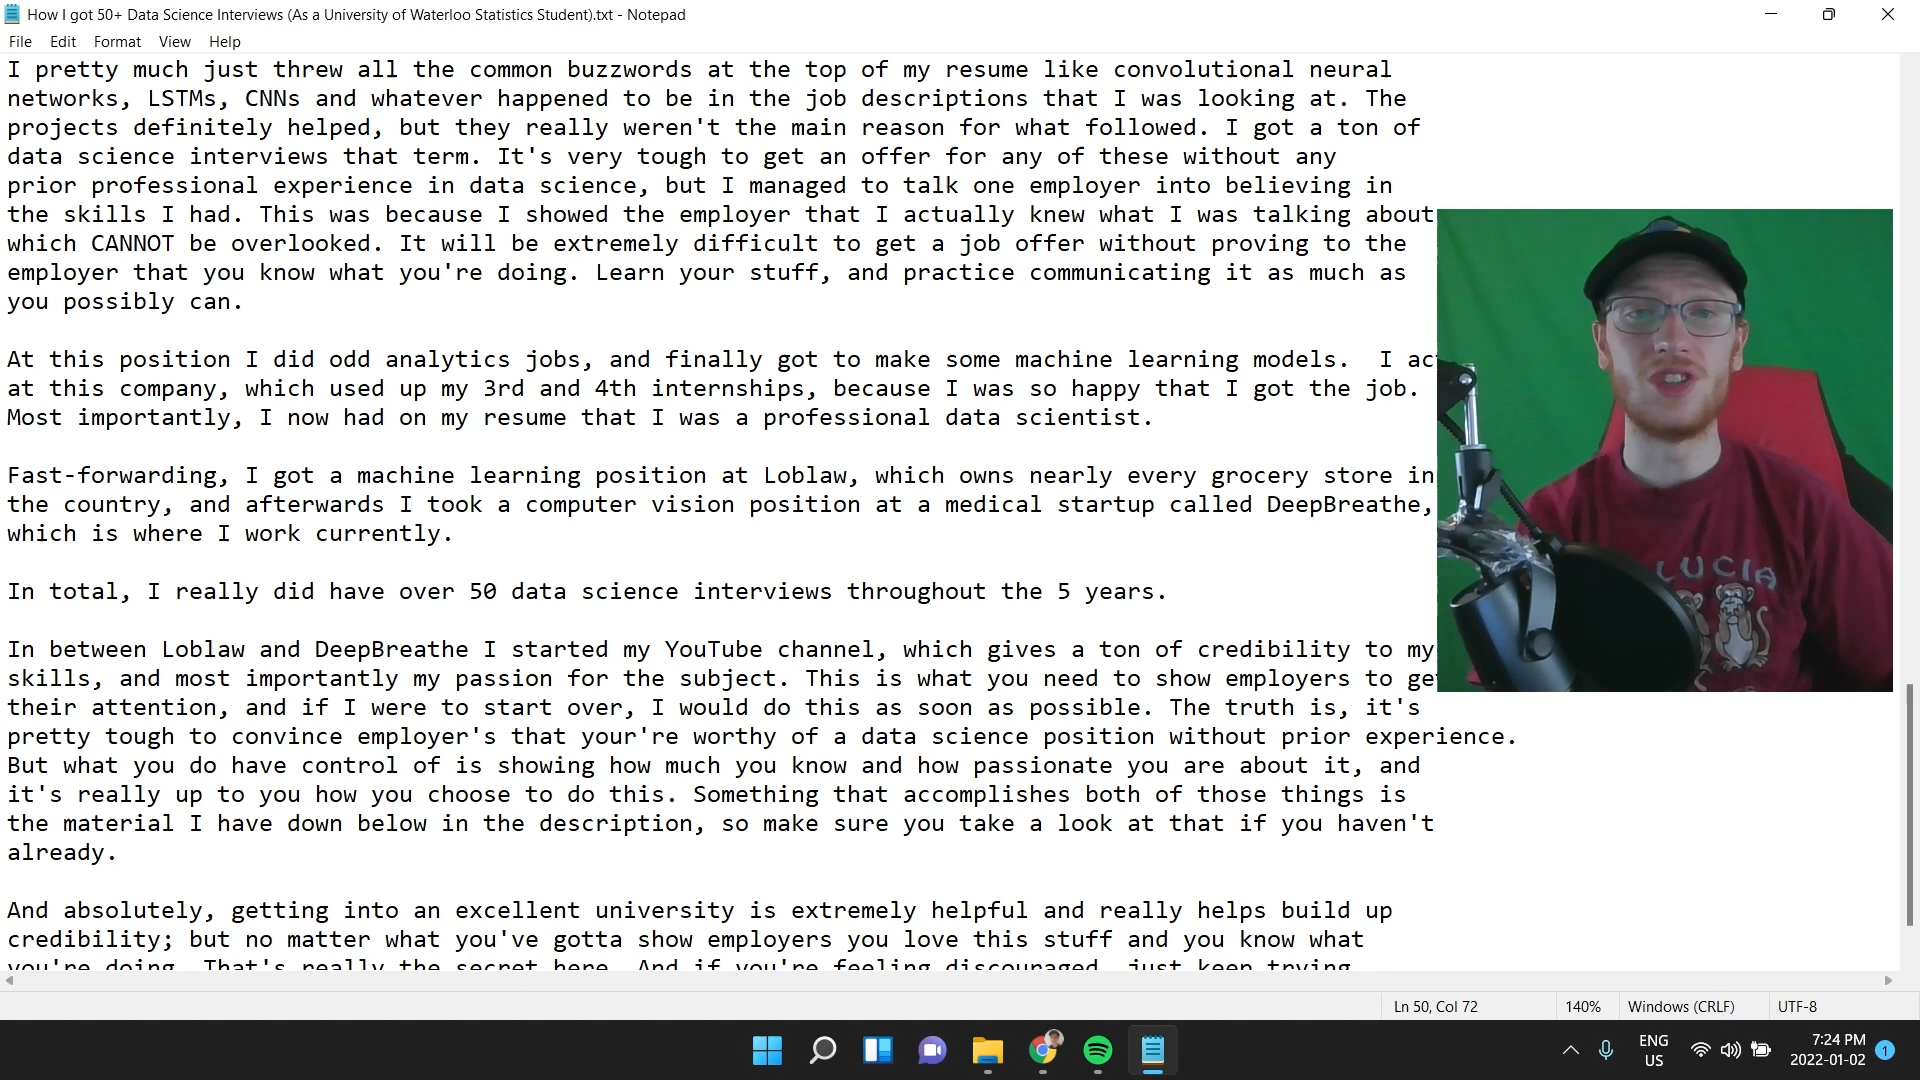 How I got 50+ Data Science Interviews (As a University of Waterloo Statistics Student).txt - Notepad
File Edit Format View Help
I pretty much just threw all the common buzzwords at the top of my resume like convolutional neural
networks, LSTMs, CNNs and whatever happened to be in the job descriptions that I was looking at. The
projects definitely helped, but they really weren't the main reason for what followed. I got a ton of
data science interviews that term. It's very tough to get an offer for any of these without any
prior professional experience in data science, but I managed to talk one employer into believing in
the skills I had. This was because I showed the employer that I actually knew what I was talking about
which CANNOT be overlooked. It will be extremely difficult to get a job offer without proving to the
employer that you know what you're doing. Learn your stuff, and practice communicating it as much as
you possibly can.
At this position I did odd analytics jobs, and finally got to make some machine learning models. I
at this company, which used up my 3rd and 4th internships, because I was so happy that I got the job.
Most importantly, I now had on my resume that I was a professional data scientist.
Fast-forwarding, I got a machine learning position at Loblaw, which owns nearly every grocery store in
the country, and afterwards I took a computer vision position at a medical startup called DeepBreathe,
which is where I work currently.
In total, I really did have over 50 data science interviews throughout the 5 years.
In between Loblaw and DeepBreathe I started my YouTube channel, which gives a ton of credibility to my
skills, and most importantly my passion for the subject. This is what you need to show employers to
their attention, and if I were to start over, I would do this as soon as possible. The truth is, it's
pretty tough to convince employer's that your're worthy of a data science position without prior experience.
But what you do have control of is showing how much you know and how passionate you are about it, and
it's really up to you how you choose to do this. Something that accomplishes both of those things is
the material I have down below in the description, so make sure you take a look at that if you haven't
already.
And absolutely, getting into an excellent university is extremely helpful and really helps build up
credibility; but no matter what you've gotta show employers you love this stuff and you know what
you're doing. That's really the secret here. And if you're feeling discouraged, just keep trying
LUCIA
Ln 50, Col 72 140% Windows (CRLF) UTF-8
ENG
US
7:24 PM
2022-01-02
1